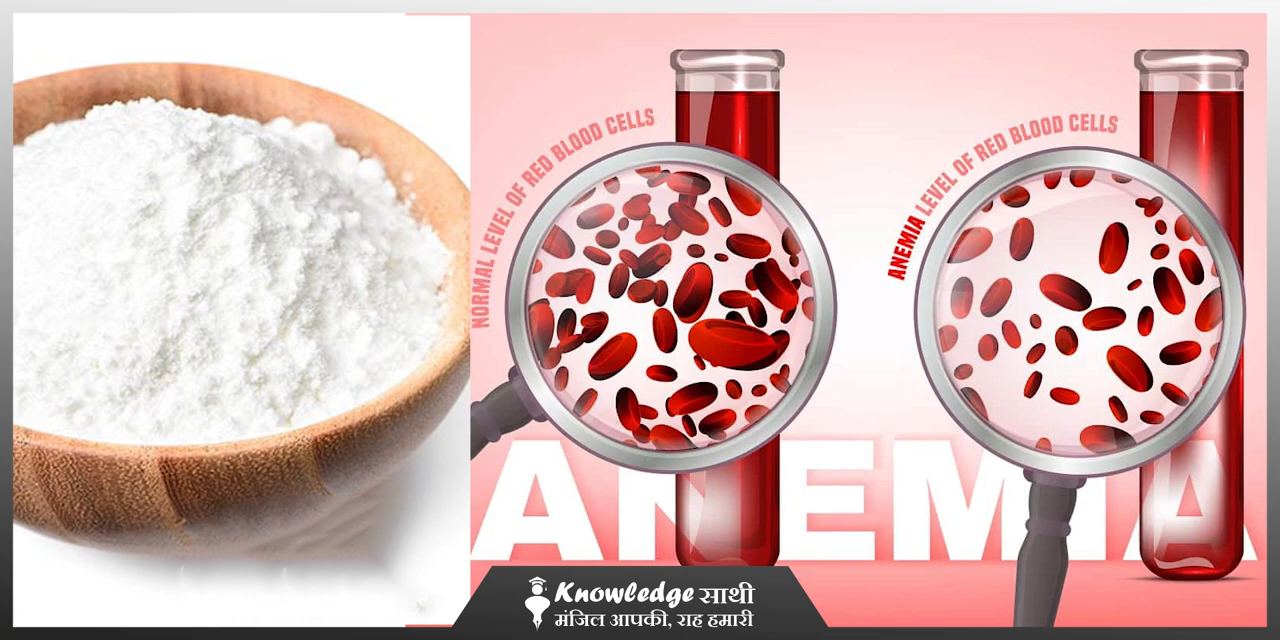 NORMAL LEVEL OF RED BLOOD CELLS
ANEMIA LEVEL OF RED BLOOD CELLS
ANEMIA
Knowledge साथी
मंजिल आपकी, राह हमारी